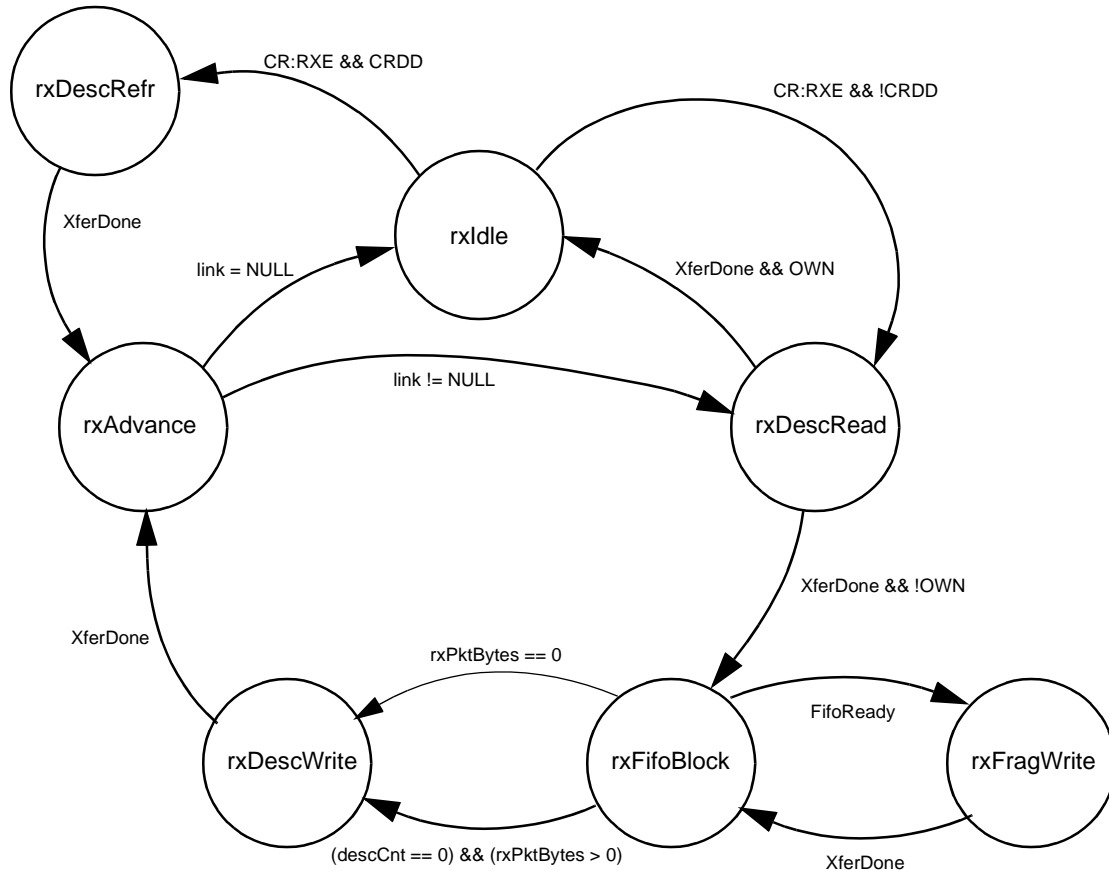 CR:RXE && CRDD
rxDescRefr
CR:RXE && !CRDD
XferDone
rxIdle
link = NULL
XferDone && OWN
link != NULL
rxAdvance
rxDescRead
XferDone && !OWN
XferDone
rxPktBytes == 0
FifoReady
rxDescWrite
rxFifoBlock
rxFragWrite
(descCnt == 0) && (rxPktBytes > 0)
XferDone